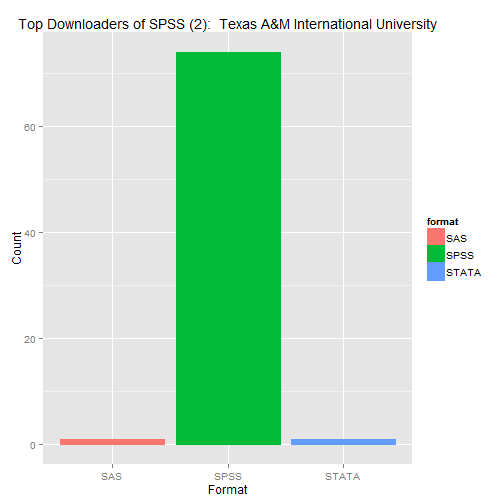 Top Downloaders of SPSS (2):  Texas A&M International University
Count
60
40
20
0
SAS
SPSS
STATA
Format
format
SAS
SPSS
STATA